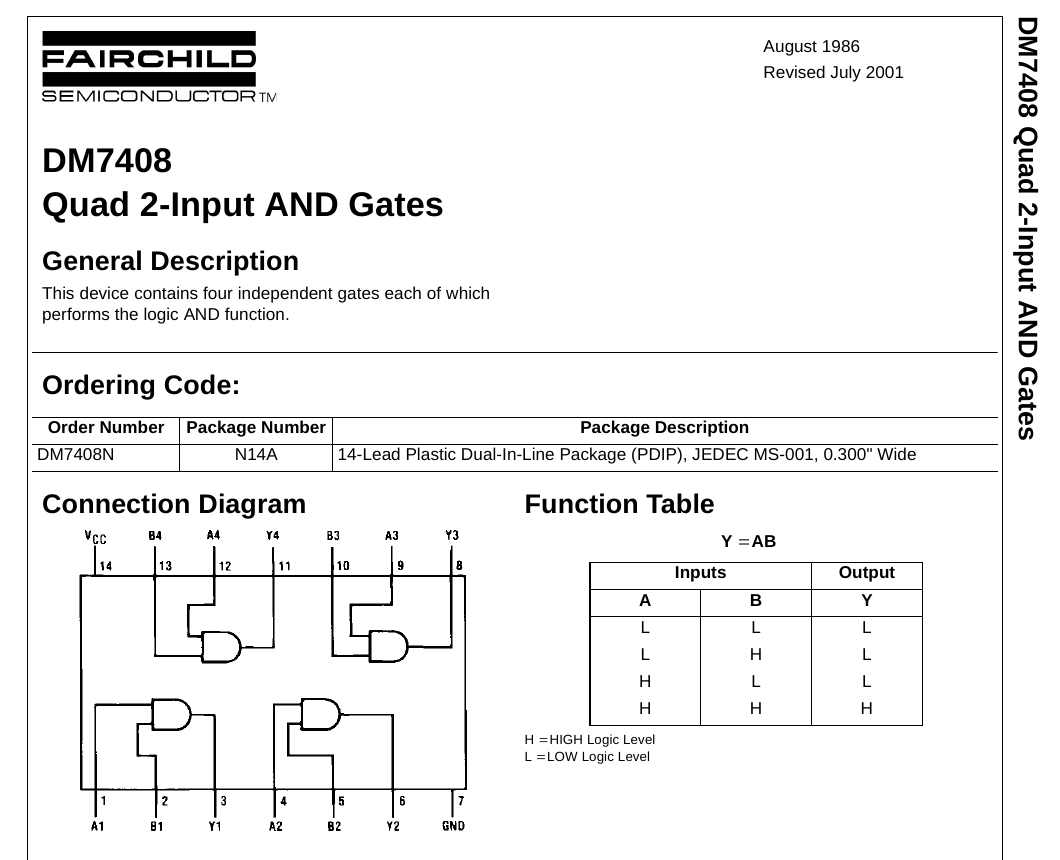 FAIRCHILD
SEMICONDUCTOR TM
August 1986
Revised July 2001
DM7408 Quad 2-Input AND Gates
DM7408
Quad 2-Input AND Gates
General Description
This device contains four independent gates each of which
performs the logic AND function.
Ordering Code:
Order Number Package Number Package Description
DM7408N N14A 14-Lead Plastic Dual-In-Line Package (PDIP), JEDEC MS-001, 0.300" Wide
Connection Diagram
VCC B4 A4 Y4 B3 A3 Y3
14 13 12 11 10 9 8
1 2 3 4 5 6 7
A1 B1 Y1 A2 B2 Y2 GND
Function Table
Y = AB
Inputs Output
A B Y
L L L
L H L
H L L
H H H
H = HIGH Logic Level
L = LOW Logic Level